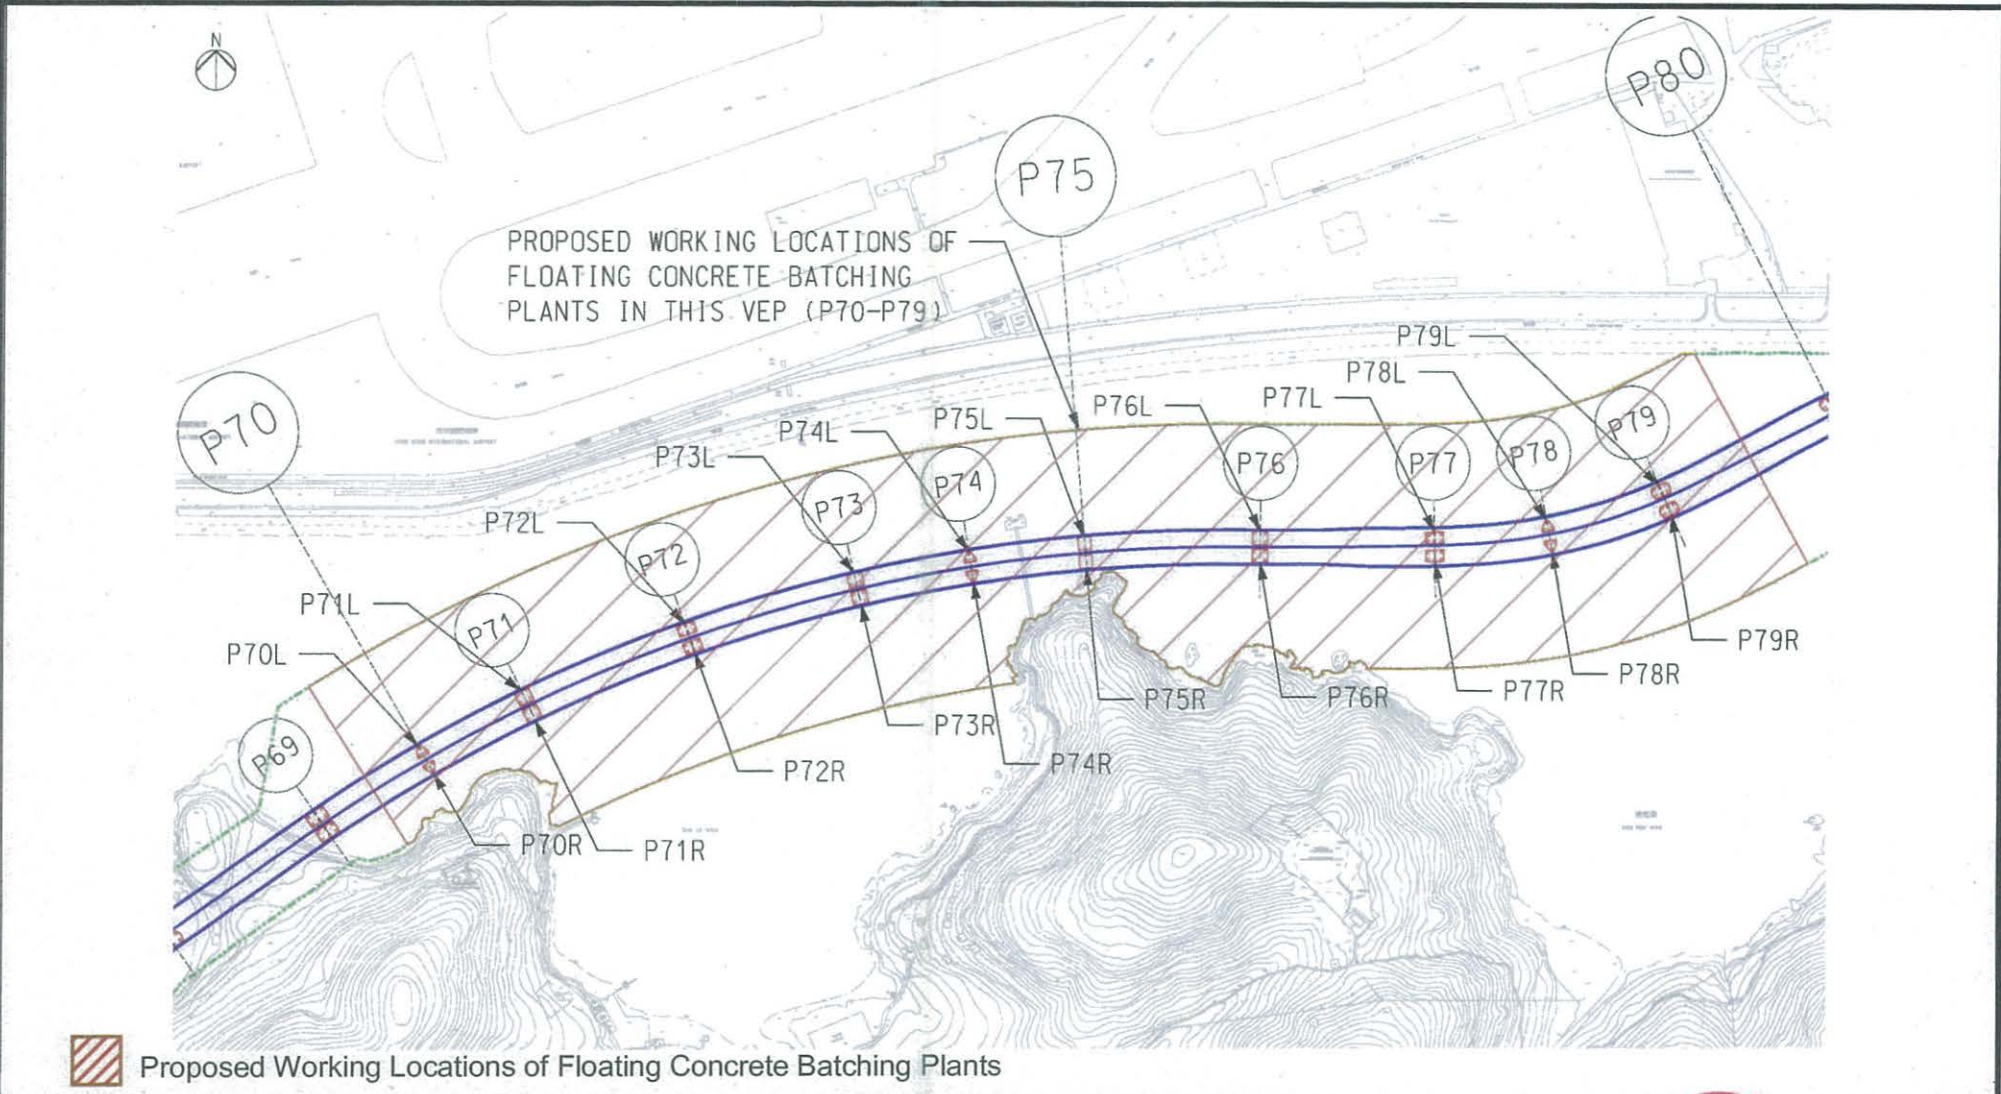 N
P80
P75
PROPOSED WORKING LOCATIONS OF
FLOATING CONCRETE BATCHING
PLANTS IN THIS VEP (P70-P79)
P79L
P78L
P77L
P76L
P75L
P74L
P73L
P72L
P71L
P70L
P70
P79
P78
P77
P76
P74
P73
P72
P71
P69
P79R
P78R
P77R
P76R
P75R
P74R
P73R
P72R
P71R
P70R
Proposed Working Locations of Floating Concrete Batching Plants